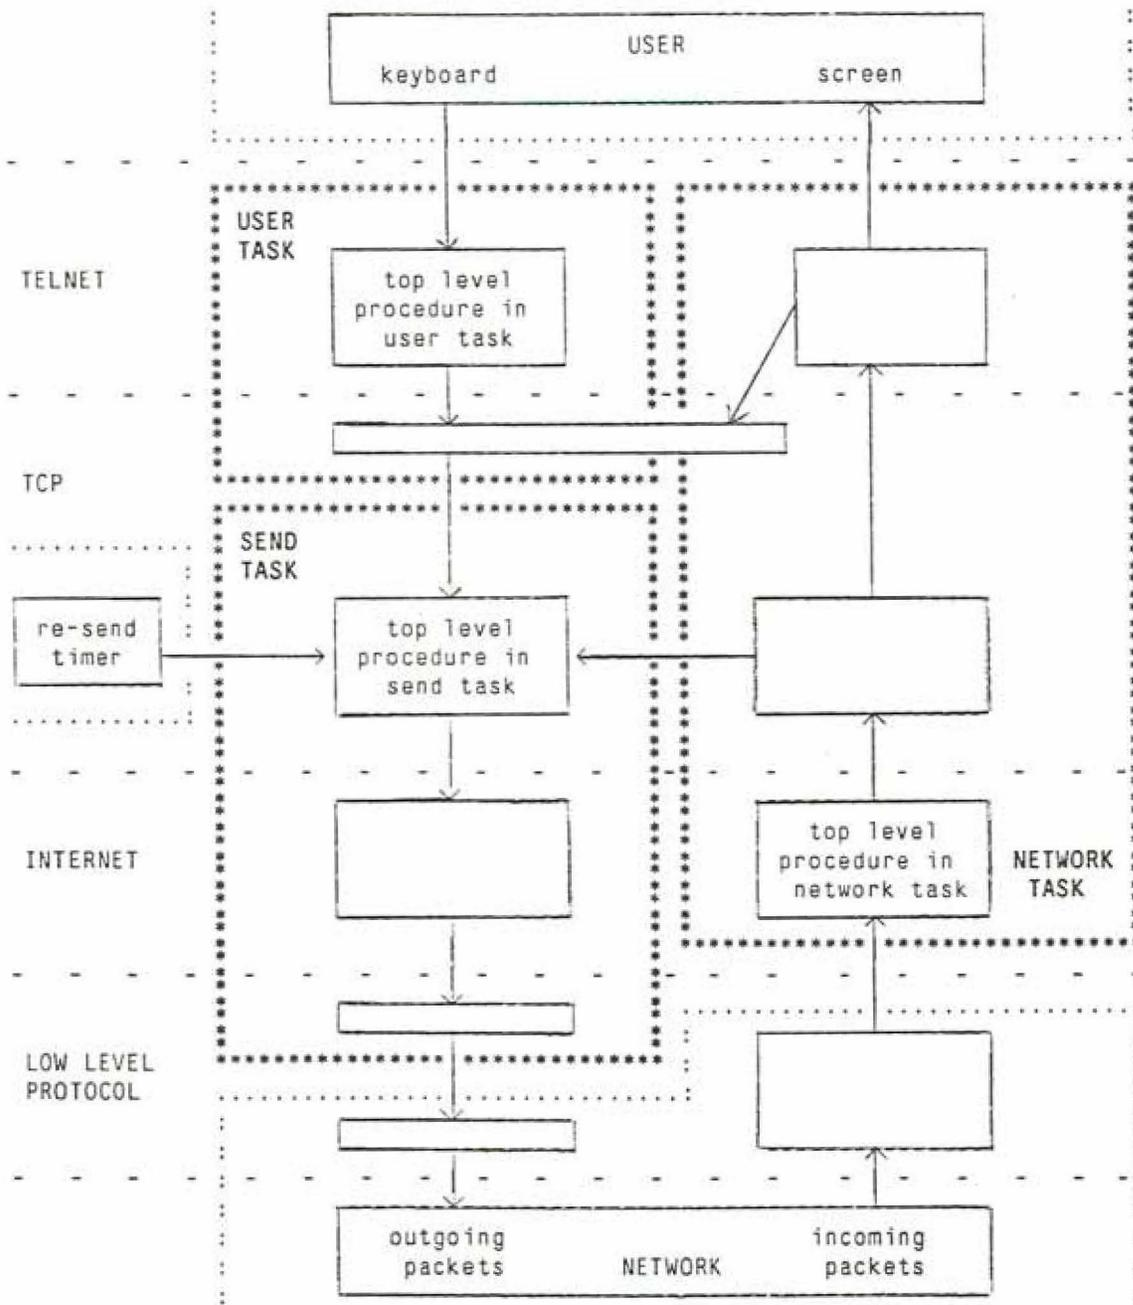 USER
keyboard
screen
USER
TASK
TELNET
top level
procedure in
user task
TCP
SEND
TASK
re-send
timer
top level
procedure in
send task
INTERNET
top level
procedure in
network task
NETWORK
TASK
LOW LEVEL
PROTOCOL
outgoing
packets
NETWORK
incoming
packets